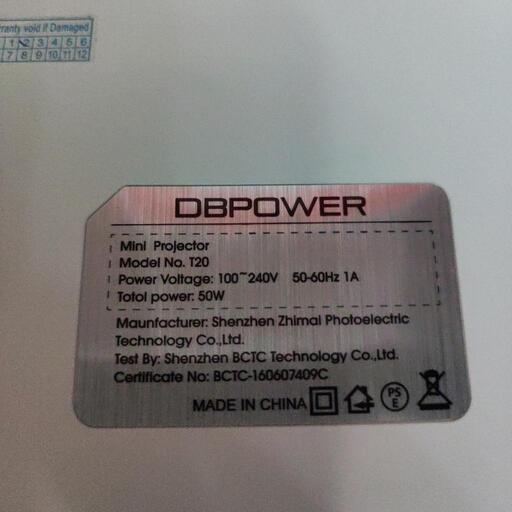 rranty void if Damaged
1 2 3 4 5 6
7 8 9 10 11 12
DBPOWER
Mini Projector
Model No. T20
Power Voltage: 100~240V 50-60Hz 1A
Totol power: 50W
Maunfacturer: Shenzhen Zhimai Photoelectric
Technology Co.,Ltd.
Test By: Shenzhen BCTC Technology Co.,Ltd.
Certificate No: BCTC-160607409C
MADE IN CHINA PS E